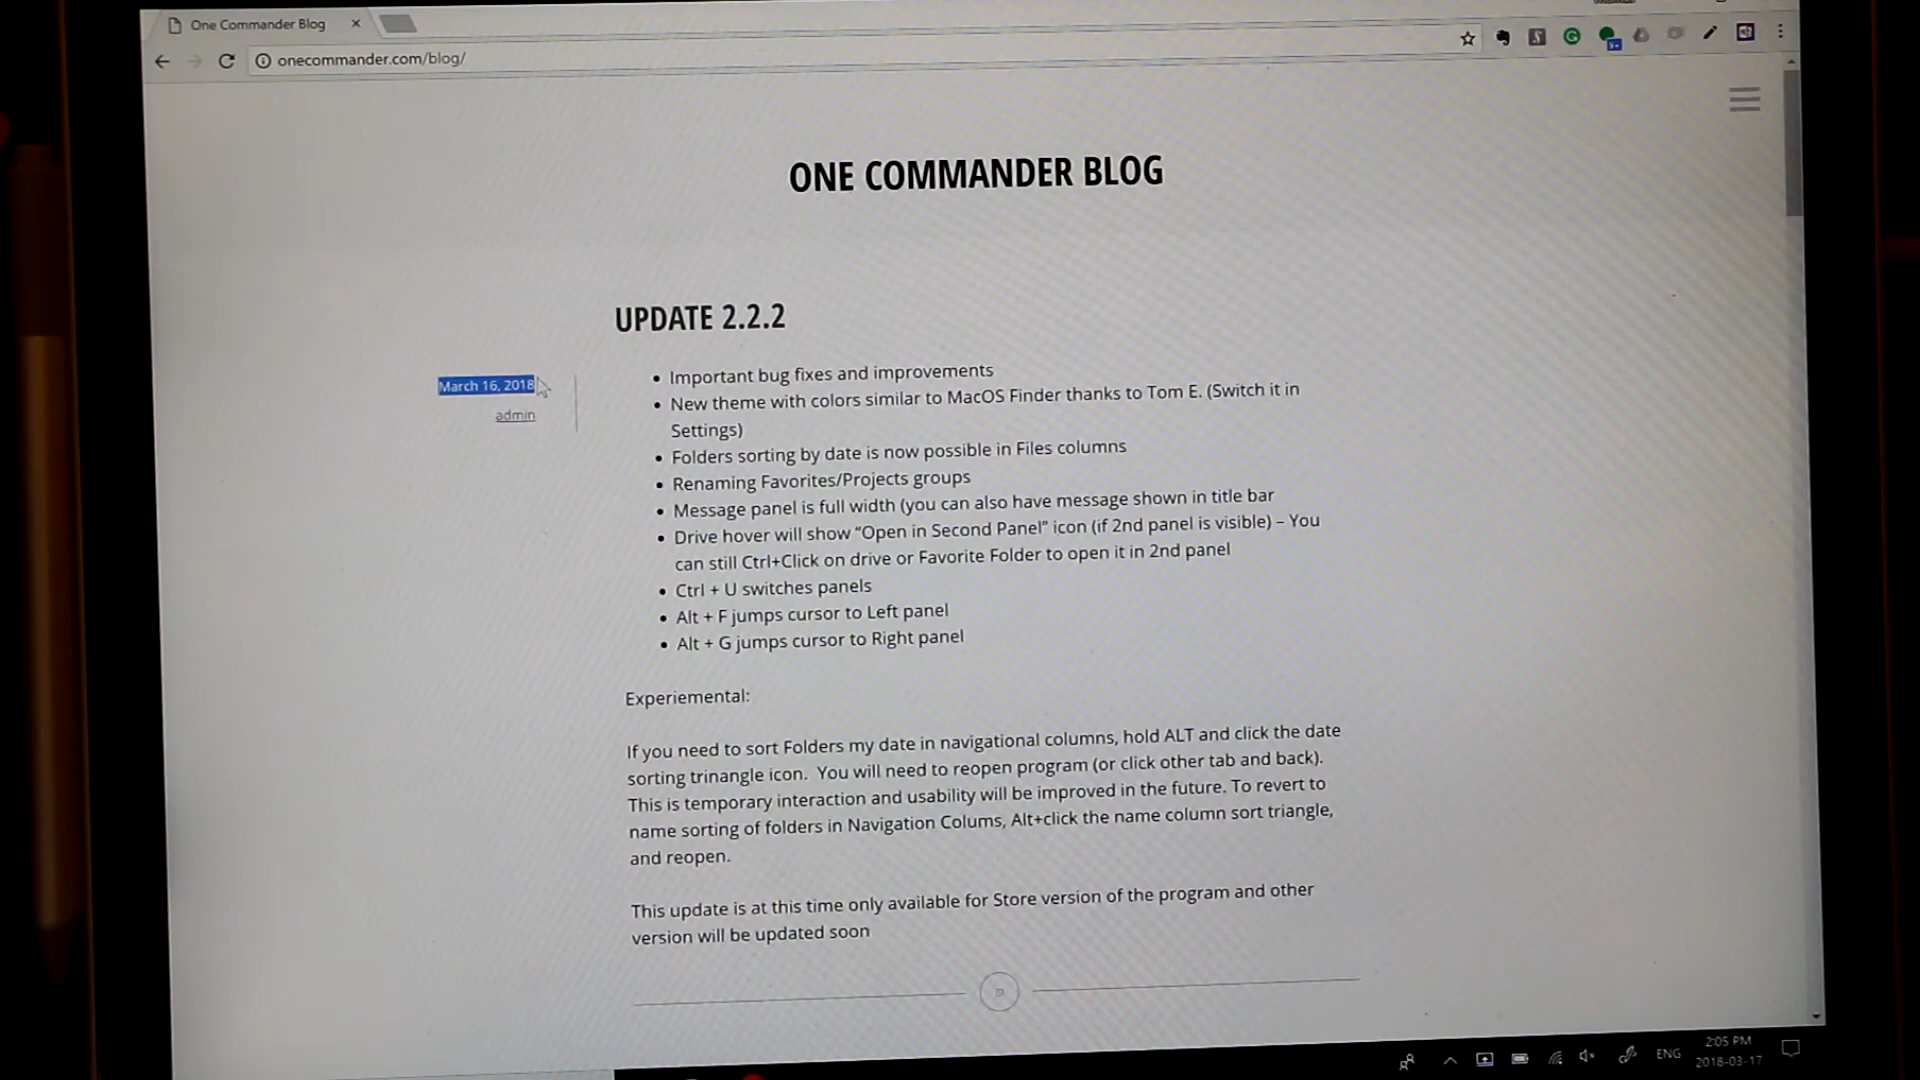 One Commander Blog
onecommander.com/blog/
ONE COMMANDER BLOG
UPDATE 2.2.2
March 16, 2018
admin
Important bug fixes and improvements
New theme with colors similar to MacOS Finder thanks to Tom E. (Switch it in
Settings)
Folders sorting by date is now possible in Files columns
Renaming Favorites/Projects groups
Message panel is full width (you can also have message shown in title bar
Drive hover will show “Open in Second Panel” icon (if 2nd panel is visible) – You
can still Ctrl+Click on drive or Favorite Folder to open it in 2nd panel
Ctrl + U switches panels
Alt + F jumps cursor to Left panel
Alt + G jumps cursor to Right panel
Experiemental:
If you need to sort Folders my date in navigational columns, hold ALT and click the date
sorting trinangle icon.  You will need to reopen program (or click other tab and back).
This is temporary interaction and usability will be improved in the future. To revert to
name sorting of folders in Navigation Colums, Alt+click the name column sort triangle,
and reopen.
This update is at this time only available for Store version of the program and other
version will be updated soon
ENG
2:05 PM
2018-03-17